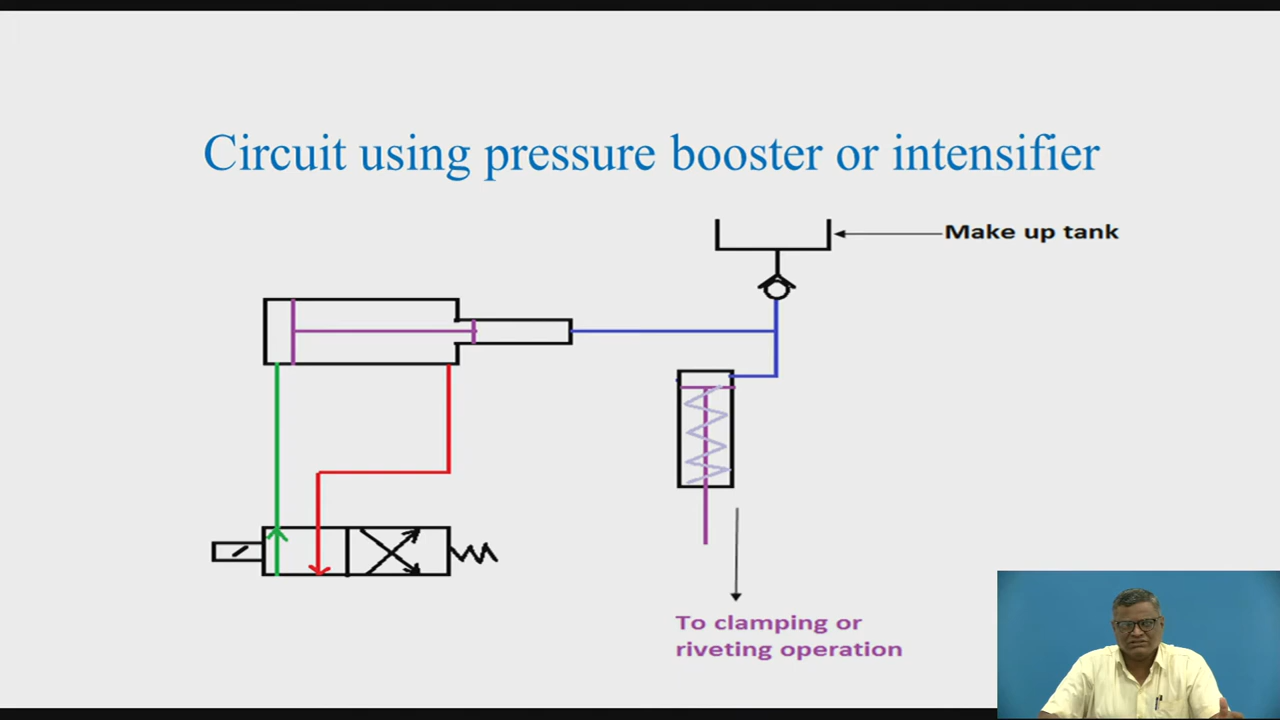 Circuit using pressure booster or intensifier
Make up tank
To clamping or
riveting operation